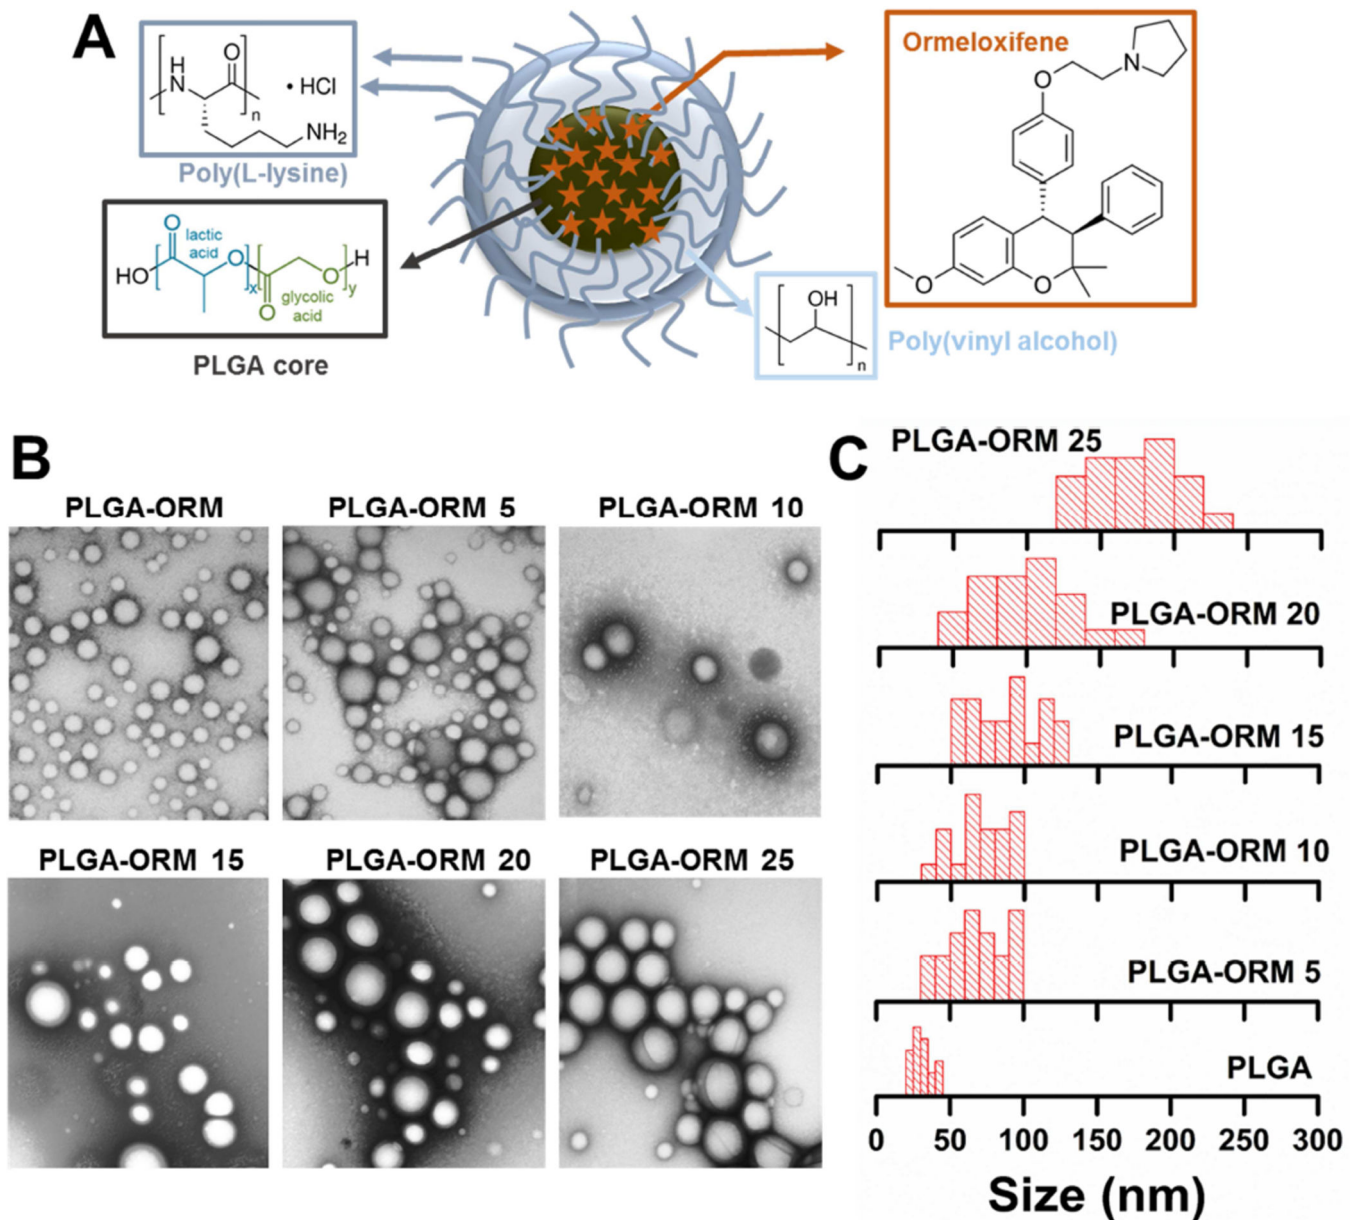 A
H
N
O
n
• HCl
NH2
Poly(L-lysine)
O
lactic
acid
HO
O
x
O
O
glycolic
acid
H
y
PLGA core
Ormeloxifene
N
O
O
O
OH
n
Poly(vinyl alcohol)
B
PLGA-ORM
PLGA-ORM 5
PLGA-ORM 10
PLGA-ORM 15
PLGA-ORM 20
PLGA-ORM 25
C
PLGA-ORM 25
PLGA-ORM 20
PLGA-ORM 15
PLGA-ORM 10
PLGA-ORM 5
PLGA
0 50 100 150 200 250 300
Size (nm)